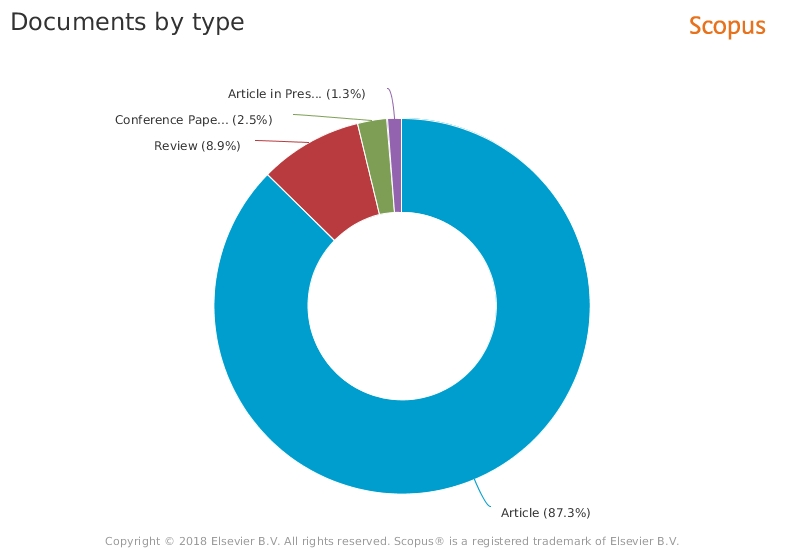 Documents by type
Scopus
Article in Pres... (1.3%)
Conference Pape... (2.5%)
Review (8.9%)
Article (87.3%)
Copyright © 2018 Elsevier B.V. All rights reserved. Scopus® is a registered trademark of Elsevier B.V.